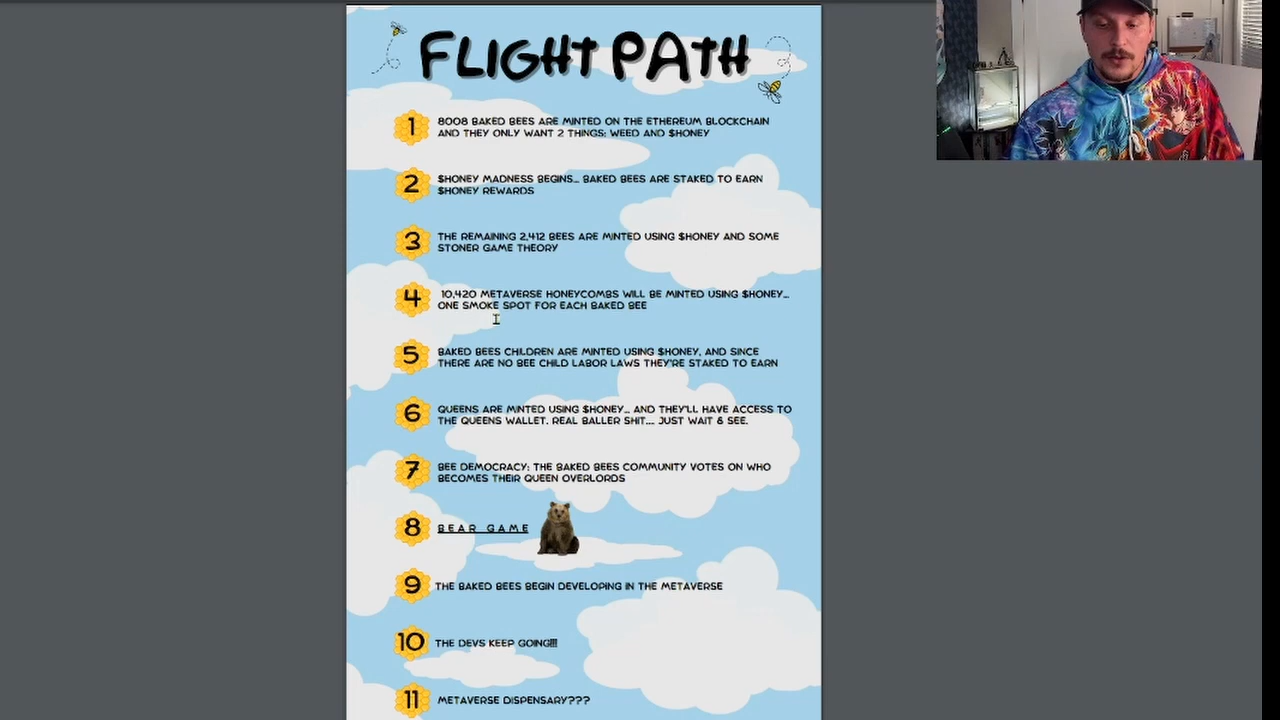 FLIGHT PATH
1 8008 BAKED BEES ARE MINTED ON THE ETHEREUM BLOCKCHAIN
AND THEY ONLY WANT 2 THINGS: WEED AND $HONEY
2 $HONEY MADNESS BEGINS... BAKED BEES ARE STAKED TO EARN
$HONEY REWARDS
3 THE REMAINING 2,412 BEES ARE MINTED USING $HONEY AND SOME
STONER GAME THEORY
4 10,420 METAVERSE HONEYCOMBS WILL BE MINTED USING $HONEY...
ONE SMOKE SPOT FOR EACH BAKED BEE
5 BAKED BEES CHILDREN ARE MINTED USING $HONEY, AND SINCE
THERE ARE NO BEE CHILD LABOR LAWS THEY'RE STAKED TO EARN
6 QUEENS ARE MINTED USING $HONEY... AND THEY'LL HAVE ACCESS TO
THE QUEENS WALLET. REAL BALLER SHIT.... JUST WAIT & SEE.
7 BEE DEMOCRACY: THE BAKED BEES COMMUNITY VOTES ON WHO
BECOMES THEIR QUEEN OVERLORDS
8 BEAR GAME
9 THE BAKED BEES BEGIN DEVELOPING IN THE METAVERSE
10 THE DEVS KEEP GOING!!!
11 METAVERSE DISPENSARY???